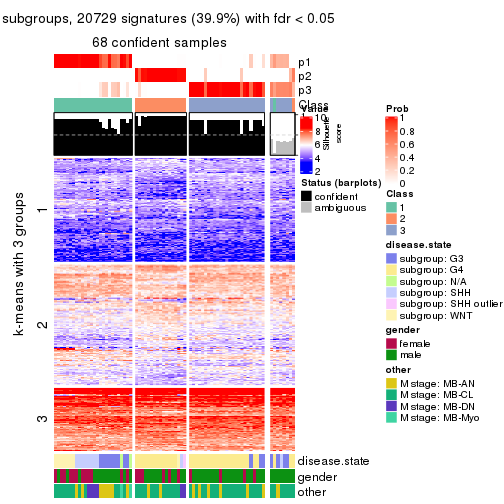 subgroups, 20729 signatures (39.9%) with fdr < 0.05
68 confident samples
p1
p2
p3
Class
Silhouette
score
k-means with 3 groups
1
2
3
disease.state
gender
other
Value
10
8
6
4
2
Status (barplots)
confident
ambiguous
Prob
1
0.8
0.6
0.4
0.2
0
Class
1
2
3
disease.state
subgroup: G3
subgroup: G4
subgroup: N/A
subgroup: SHH
subgroup: SHH outlier
subgroup: WNT
gender
female
male
other
M stage: MB-AN
M stage: MB-CL
M stage: MB-DN
M stage: MB-Myo